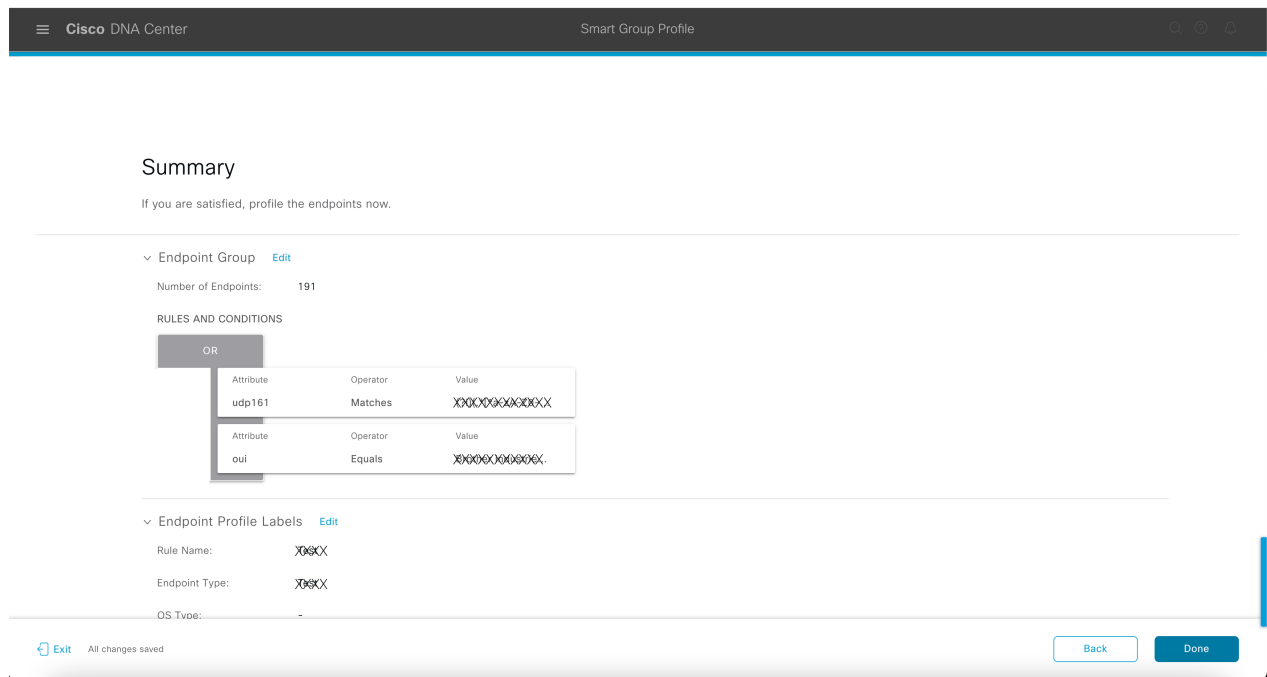 Cisco DNA Center
Smart Group Profile
Summary
If you are satisfied, profile the endpoints now.
Endpoint Group Edit
Number of Endpoints: 191
RULES AND CONDITIONS
OR
Attribute Operator Value
udp161 Matches
Attribute Operator Value
oui Equals
Endpoint Profile Labels Edit
Rule Name:
Endpoint Type:
OS Type: -
Exit All changes saved Back Done